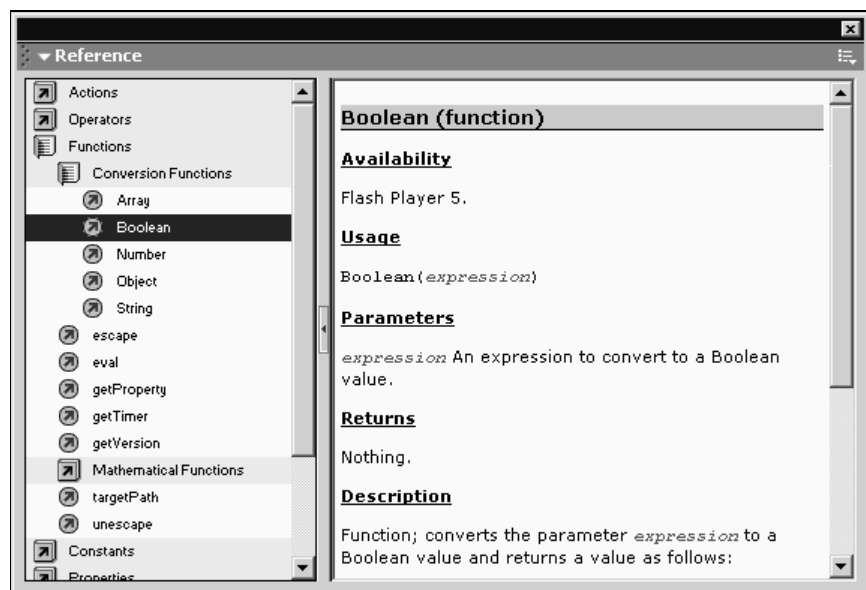 Reference
Actions
Operators
Functions
Conversion Functions
Array
Boolean
Number
Object
String
escape
eval
getProperty
getTimer
getVersion
Mathematical Functions
targetPath
unescape
Constants
Properties
Boolean (function)
Availability
Flash Player 5.
Usage
Boolean(expression)
Parameters
expression An expression to convert to a Boolean
value.
Returns
Nothing.
Description
Function; converts the parameter expression to a
Boolean value and returns a value as follows: